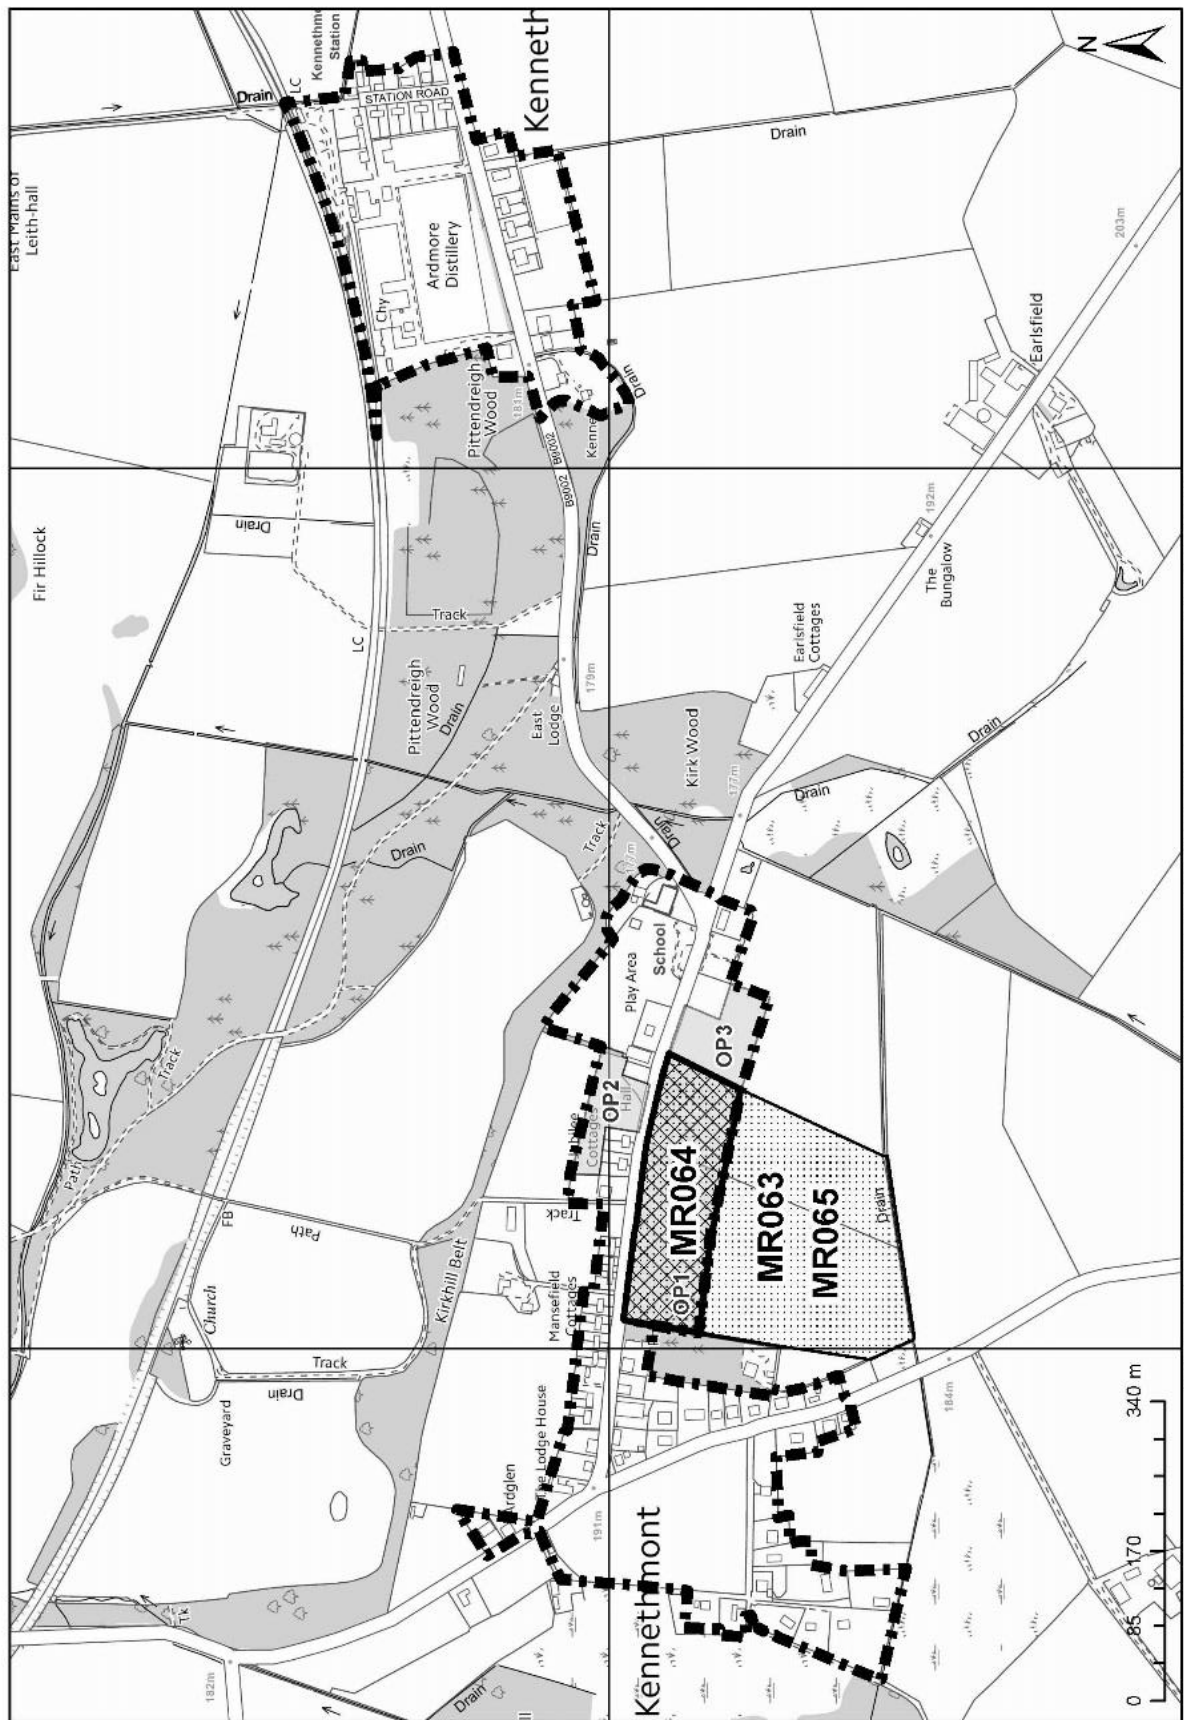 East Mains of
Leith-hall
Drain
LC
Kennethm
Station
STATION ROAD
Kenneth
N
Drain
Chy
Ardmore
Distillery
203m
Earlsfield
Pittendreigh
Wood
181m
Kenne
Drain
B9002
B9002
Fir Hillock
Drain
Drain
192m
The
Bungalow
LC
Track
Pittendreigh
Wood
Drain
East
Lodge
179m
Earlsfield
Cottages
Kirk Wood
177m
Drain
Drain
Drain
Track
Drain
177m
Play Area
School
Track
Path
OP3
OP2
Hall
Cottages
MR064
OP1
MR063
MR065
Drain
FB
Path
Track
Kirkhill Belt
Mansefield
Cottages
Church
Track
Drain
Graveyard
The Lodge House
Ardglen
191m
184m
Kennethmont
Tk
182m
Drain
0
85
170
340 m